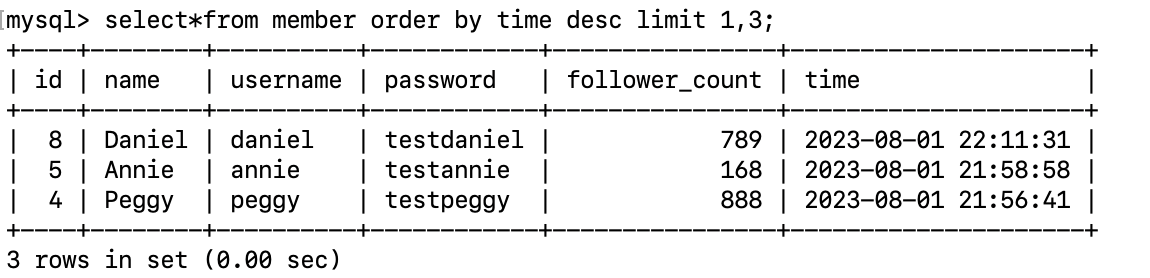 [mysql> select*from member order by time desc limit 1,3;
+----+--------+----------+------------+----------------+---------------------+
| id | name   | username | password   | follower_count | time                |
+----+--------+----------+------------+----------------+---------------------+
|  8 | Daniel | daniel   | testdaniel |            789 | 2023-08-01 22:11:31 |
|  5 | Annie  | annie    | testannie  |            168 | 2023-08-01 21:58:58 |
|  4 | Peggy  | peggy    | testpeggy  |            888 | 2023-08-01 21:56:41 |
+----+--------+----------+------------+----------------+---------------------+
3 rows in set (0.00 sec)